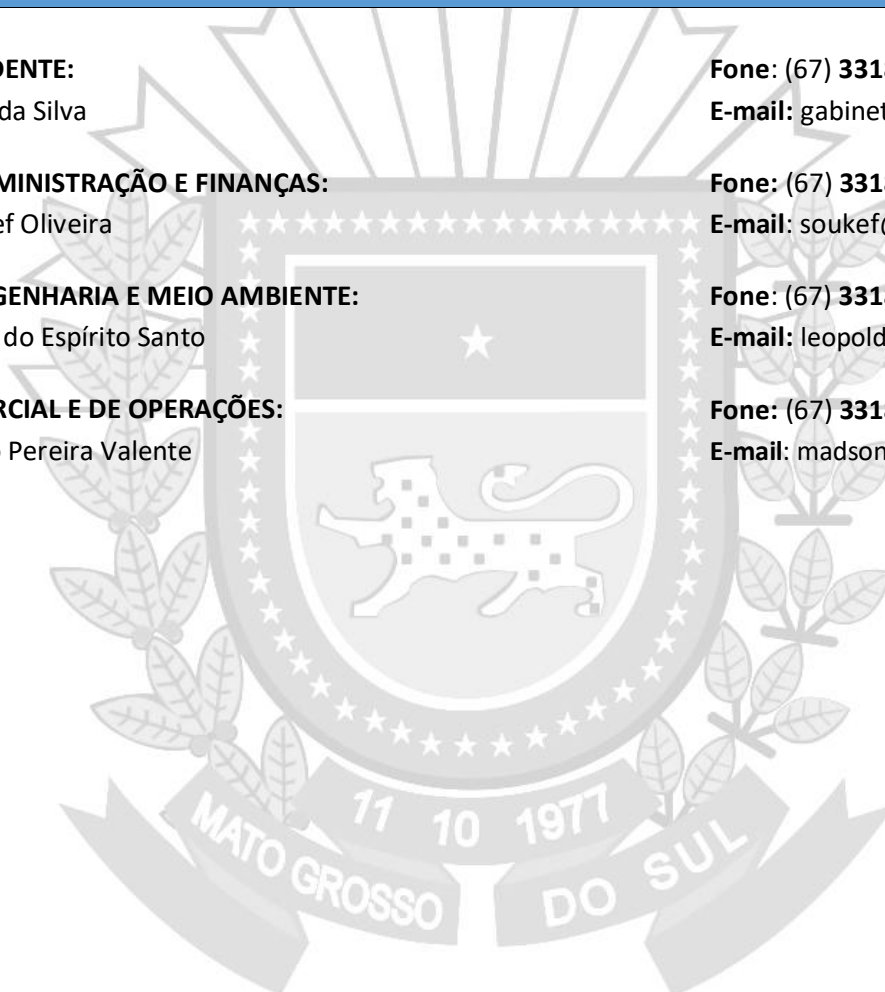 DENTE:
da Silva
MINISTRAÇÃO E FINANÇAS:
ef Oliveira
GENHARIA E MEIO AMBIENTE:
do Espírito Santo
RCIAL E DE OPERAÇÕES:
Pereira Valente
Fone: (67) 331
E-mail: gabinet
Fone: (67) 331
E-mail: soukef@
Fone: (67) 331
E-mail: leopold
Fone: (67) 331
E-mail: madson
11 10 1977
MATO GROSSO DO SUL